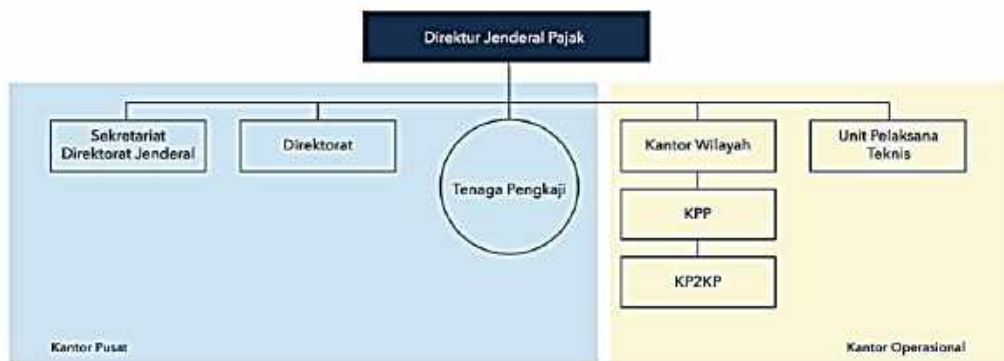 Direktur Jenderal Pajak
Sekretariat
Direktorat Jenderal
Direktorat
Tenaga Pengkaji
Kantor Wilayah
Unit Pelaksana
Teknis
KPP
KP2KP
Kantor Pusat
Kantor Operasional